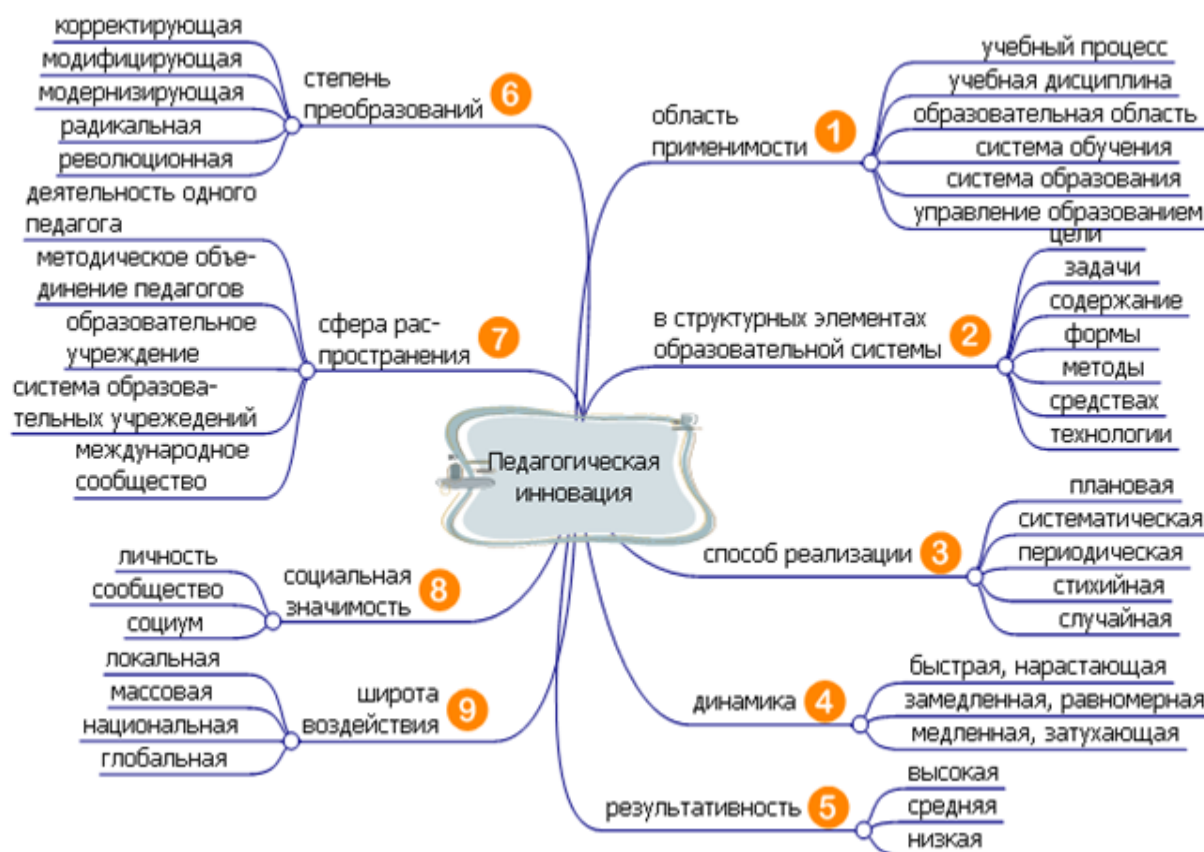 Педагогическая
инновация
область
применимости
1
учебный процесс
учебная дисциплина
образовательная область
система обучения
система образования
управление образованием
в структурных элементах
образовательной системы
2
цели
задачи
содержание
формы
методы
средствах
технологии
способ реализации
3
плановая
систематическая
периодическая
стихийная
случайная
динамика
4
быстрая, нарастающая
замедленная, равномерная
медленная, затухающая
результативность
5
высокая
средняя
низкая
степень
преобразований
6
корректирующая
модифицирующая
модернизирующая
радикальная
революционная
сфера рас-
пространения
7
деятельность одного
педагога
методическое объе-
динение педагогов
образовательное
учреждение
система образова-
тельных учрежедений
международное
сообщество
социальная
значимость
8
личность
сообщество
социум
широта
воздействия
9
локальная
массовая
национальная
глобальная